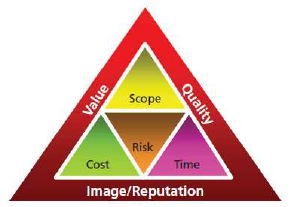 Value
Quality
Scope
Risk
Cost
Time
Image/Reputation